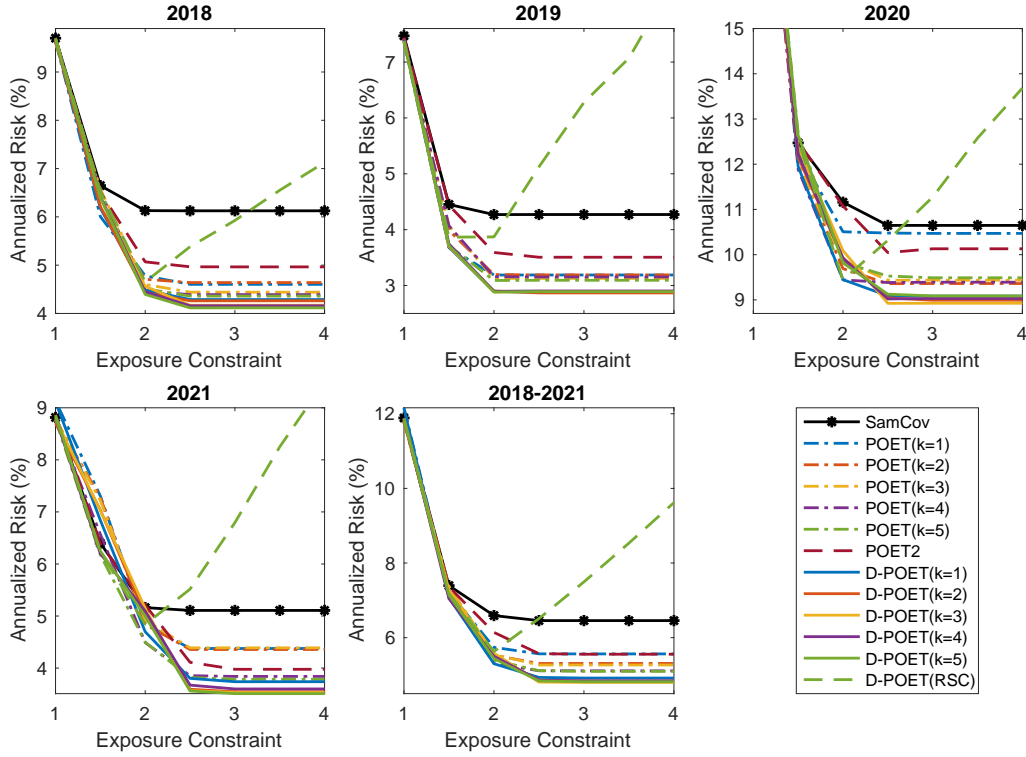 2018
Annualized Risk (%)
9
8
7
6
5
4
1
2
3
4
Exposure Constraint
2019
Annualized Risk (%)
7
6
5
4
3
1
2
3
4
Exposure Constraint
2020
Annualized Risk (%)
15
14
13
12
11
10
9
1
2
3
4
Exposure Constraint
2021
Annualized Risk (%)
9
8
7
6
5
4
1
2
3
4
Exposure Constraint
2018-2021
Annualized Risk (%)
12
10
8
6
1
2
3
4
Exposure Constraint
SamCov
POET(k=1)
POET(k=2)
POET(k=3)
POET(k=4)
POET(k=5)
POET2
D-POET(k=1)
D-POET(k=2)
D-POET(k=3)
D-POET(k=4)
D-POET(k=5)
D-POET(RSC)